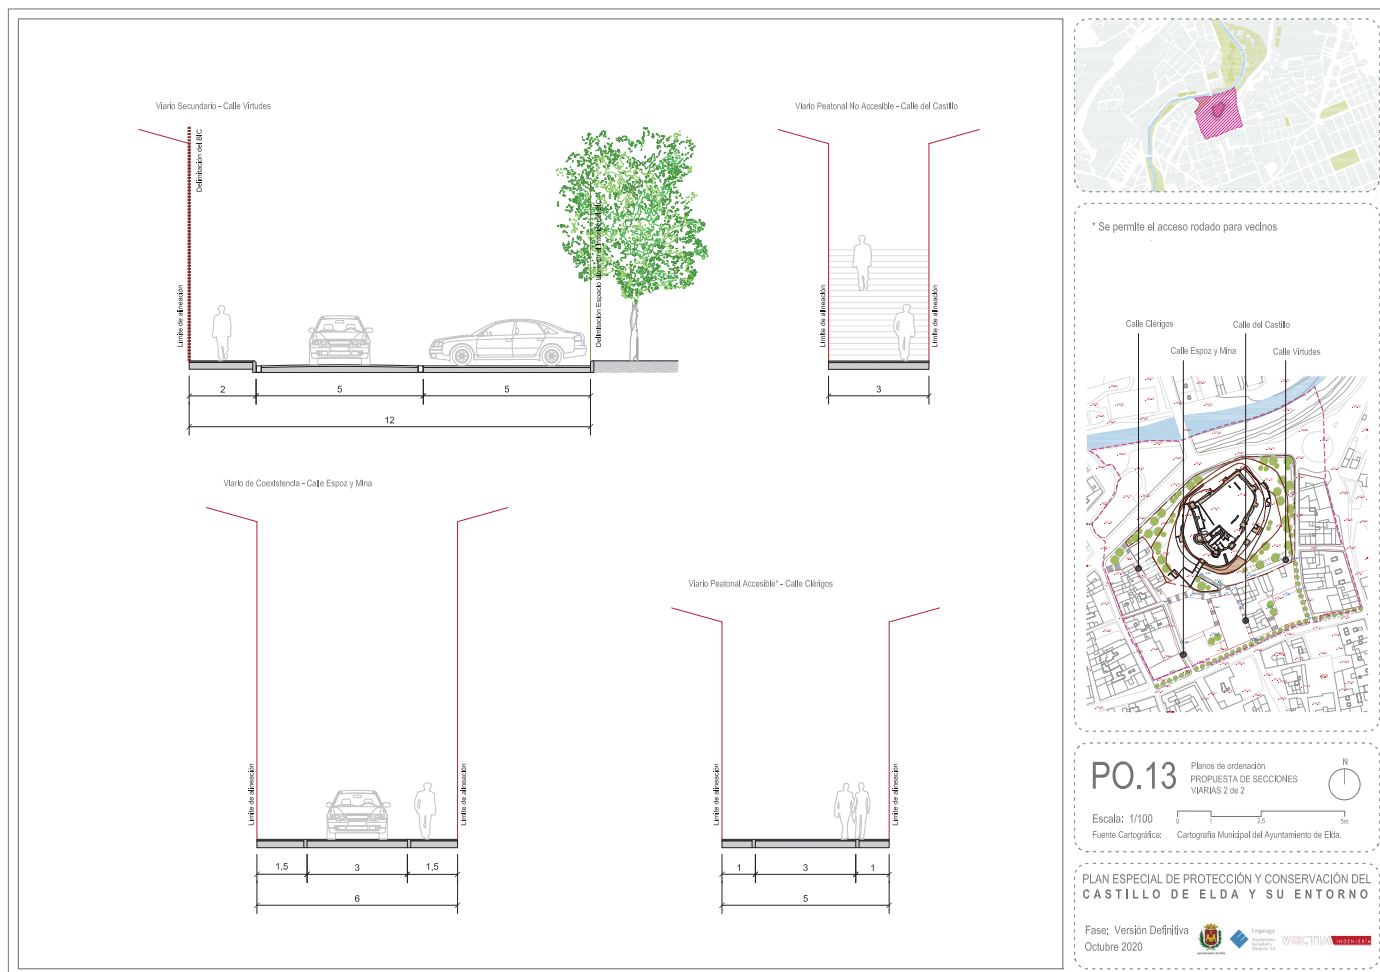 Viario Secundario - Calle Virtudes
Delimitación del BIC
Límite de alineación
2
5
5
12
Viario Peatonal No Accesible - Calle del Castillo
Límite de alineación
Límite de alineación
3
Viario de Coexistencia - Calle Espoz y Mina
Límite de alineación
Límite de alineación
1,5
3
1,5
6
Viario Peatonal Accesible* - Calle Clérigos
Límite de alineación
Límite de alineación
1
3
1
5
* Se permite el acceso rodado para vecinos
Calle Clérigos
Calle del Castillo
Calle Espoz y Mina
Calle Virtudes
PO.13
Planos de ordenación
PROPUESTA DE SECCIONES
VIARIAS 2 de 2
N
Escala: 1/100
0 1 2,5 5m
Fuente Cartográfica: Cartografía Municipal del Ayuntamiento de Elda.
PLAN ESPECIAL DE PROTECCIÓN Y CONSERVACIÓN DEL
CASTILLO DE ELDA Y SU ENTORNO
Fase: Versión Definitiva
Octubre 2020
VECTIA INGENIERÍA